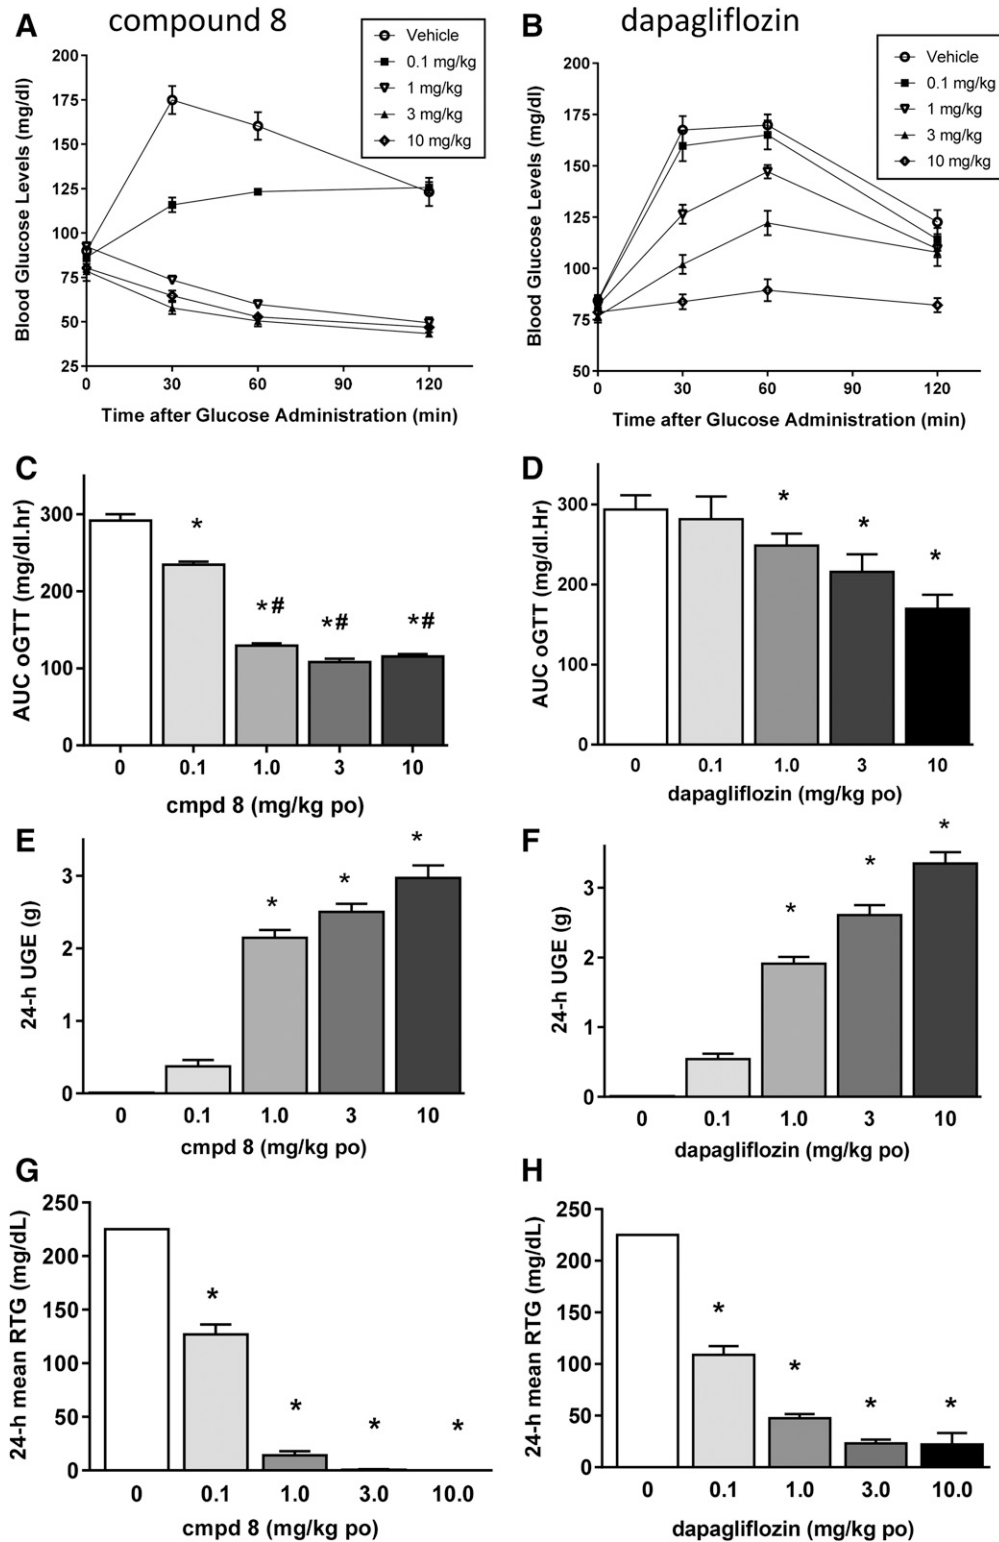 A compound 8
Vehicle
0.1 mg/kg
1 mg/kg
3 mg/kg
10 mg/kg
Blood Glucose Levels (mg/dl)
200
175
150
125
100
75
50
25
0 30 60 90 120
Time after Glucose Administration (min)
B dapagliflozin
Vehicle
0.1 mg/kg
1 mg/kg
3 mg/kg
10 mg/kg
Blood Glucose Levels (mg/dl)
200
175
150
125
100
75
50
0 30 60 90 120
Time after Glucose Administration (min)
C
AUC oGTT (mg/dl.hr)
300
200
100
0
*
*#
*#
*#
0 0.1 1.0 3 10
cmpd 8 (mg/kg po)
D
AUC oGTT (mg/dl.Hr)
300
200
100
0
*
*
*
0 0.1 1.0 3 10
dapagliflozin (mg/kg po)
E
24-h UGE (g)
3
2
1
0
*
*
*
0 0.1 1.0 3 10
cmpd 8 (mg/kg po)
F
24-h UGE (g)
3
2
1
0
*
*
*
0 0.1 1.0 3 10
dapagliflozin (mg/kg po)
G
24-h mean RTG (mg/dL)
250
200
150
100
50
0
*
*
*
*
0 0.1 1.0 3.0 10.0
cmpd 8 (mg/kg po)
H
24-h mean RTG (mg/dL)
250
200
150
100
50
0
*
*
*
*
0 0.1 1.0 3.0 10.0
dapagliflozin (mg/kg po)